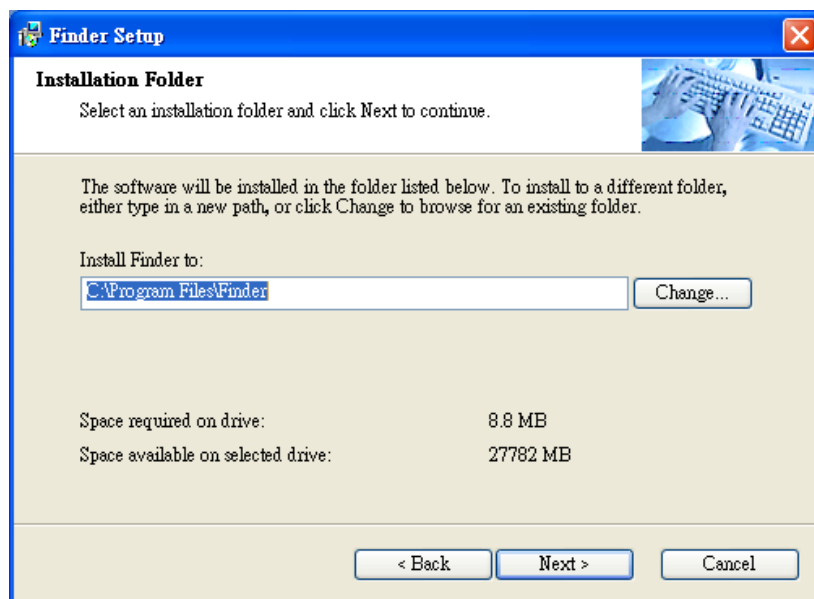 Finder Setup
Installation Folder
Select an installation folder and click Next to continue.
The software will be installed in the folder listed below. To install to a different folder,
either type in a new path, or click Change to browse for an existing folder.
Install Finder to:
C:\Program Files\Finder
Change...
Space required on drive: 8.8 MB
Space available on selected drive: 27782 MB
< Back Next > Cancel